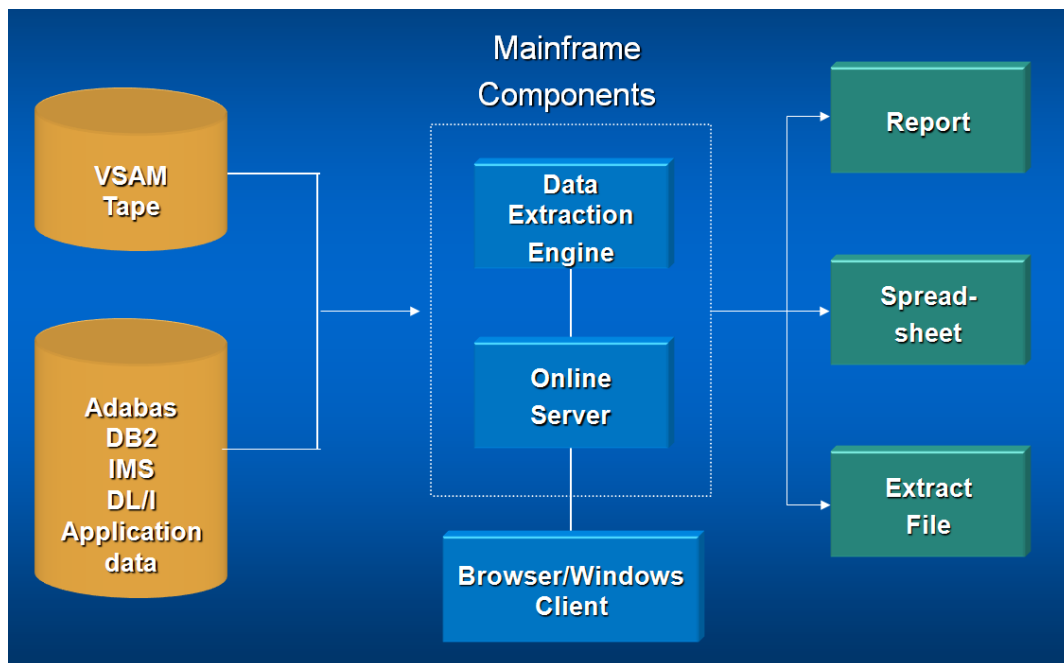 Mainframe
Components
VSAM
Tape
Adabas
DB2
IMS
DL/I
Application
data
Data
Extraction
Engine
Online
Server
Browser/Windows
Client
Report
Spread-
sheet
Extract
File